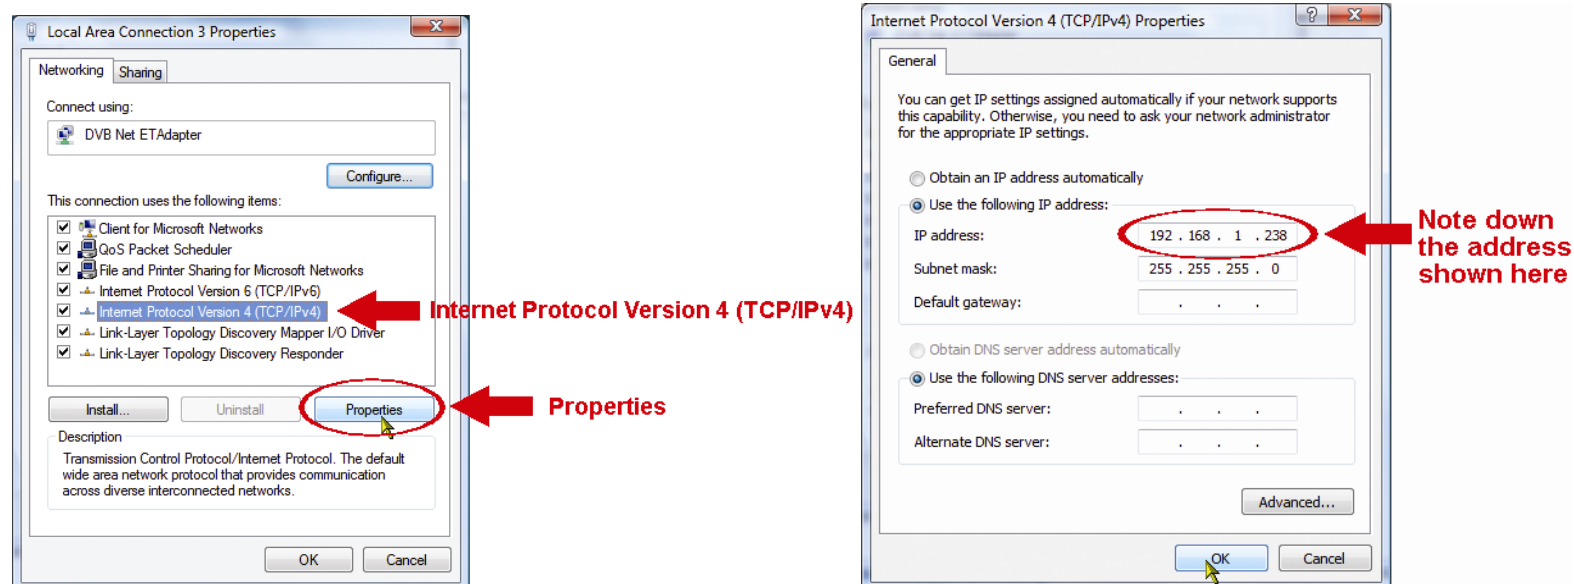 Local Area Connection 3 Properties
Networking
Sharing
Connect using:
DVB Net ETAdapter
Configure...
This connection uses the following items:
Client for Microsoft Networks
QoS Packet Scheduler
File and Printer Sharing for Microsoft Networks
Internet Protocol Version 6 (TCP/IPv6)
Internet Protocol Version 4 (TCP/IPv4)
Link-Layer Topology Discovery Mapper I/O Driver
Link-Layer Topology Discovery Responder
Internet Protocol Version 4 (TCP/IPv4)
Install...
Uninstall
Properties
Properties
Description
Transmission Control Protocol/Internet Protocol. The default
wide area network protocol that provides communication
across diverse interconnected networks.
OK
Cancel
Internet Protocol Version 4 (TCP/IPv4) Properties
?
General
You can get IP settings assigned automatically if your network supports
this capability. Otherwise, you need to ask your network administrator
for the appropriate IP settings.
Obtain an IP address automatically
Use the following IP address:
IP address:
192 . 168 . 1 . 238
Note down
the address
shown here
Subnet mask:
255 . 255 . 255 . 0
Default gateway:
. . .
Obtain DNS server address automatically
Use the following DNS server addresses:
Preferred DNS server:
. . .
Alternate DNS server:
. . .
Advanced...
OK
Cancel